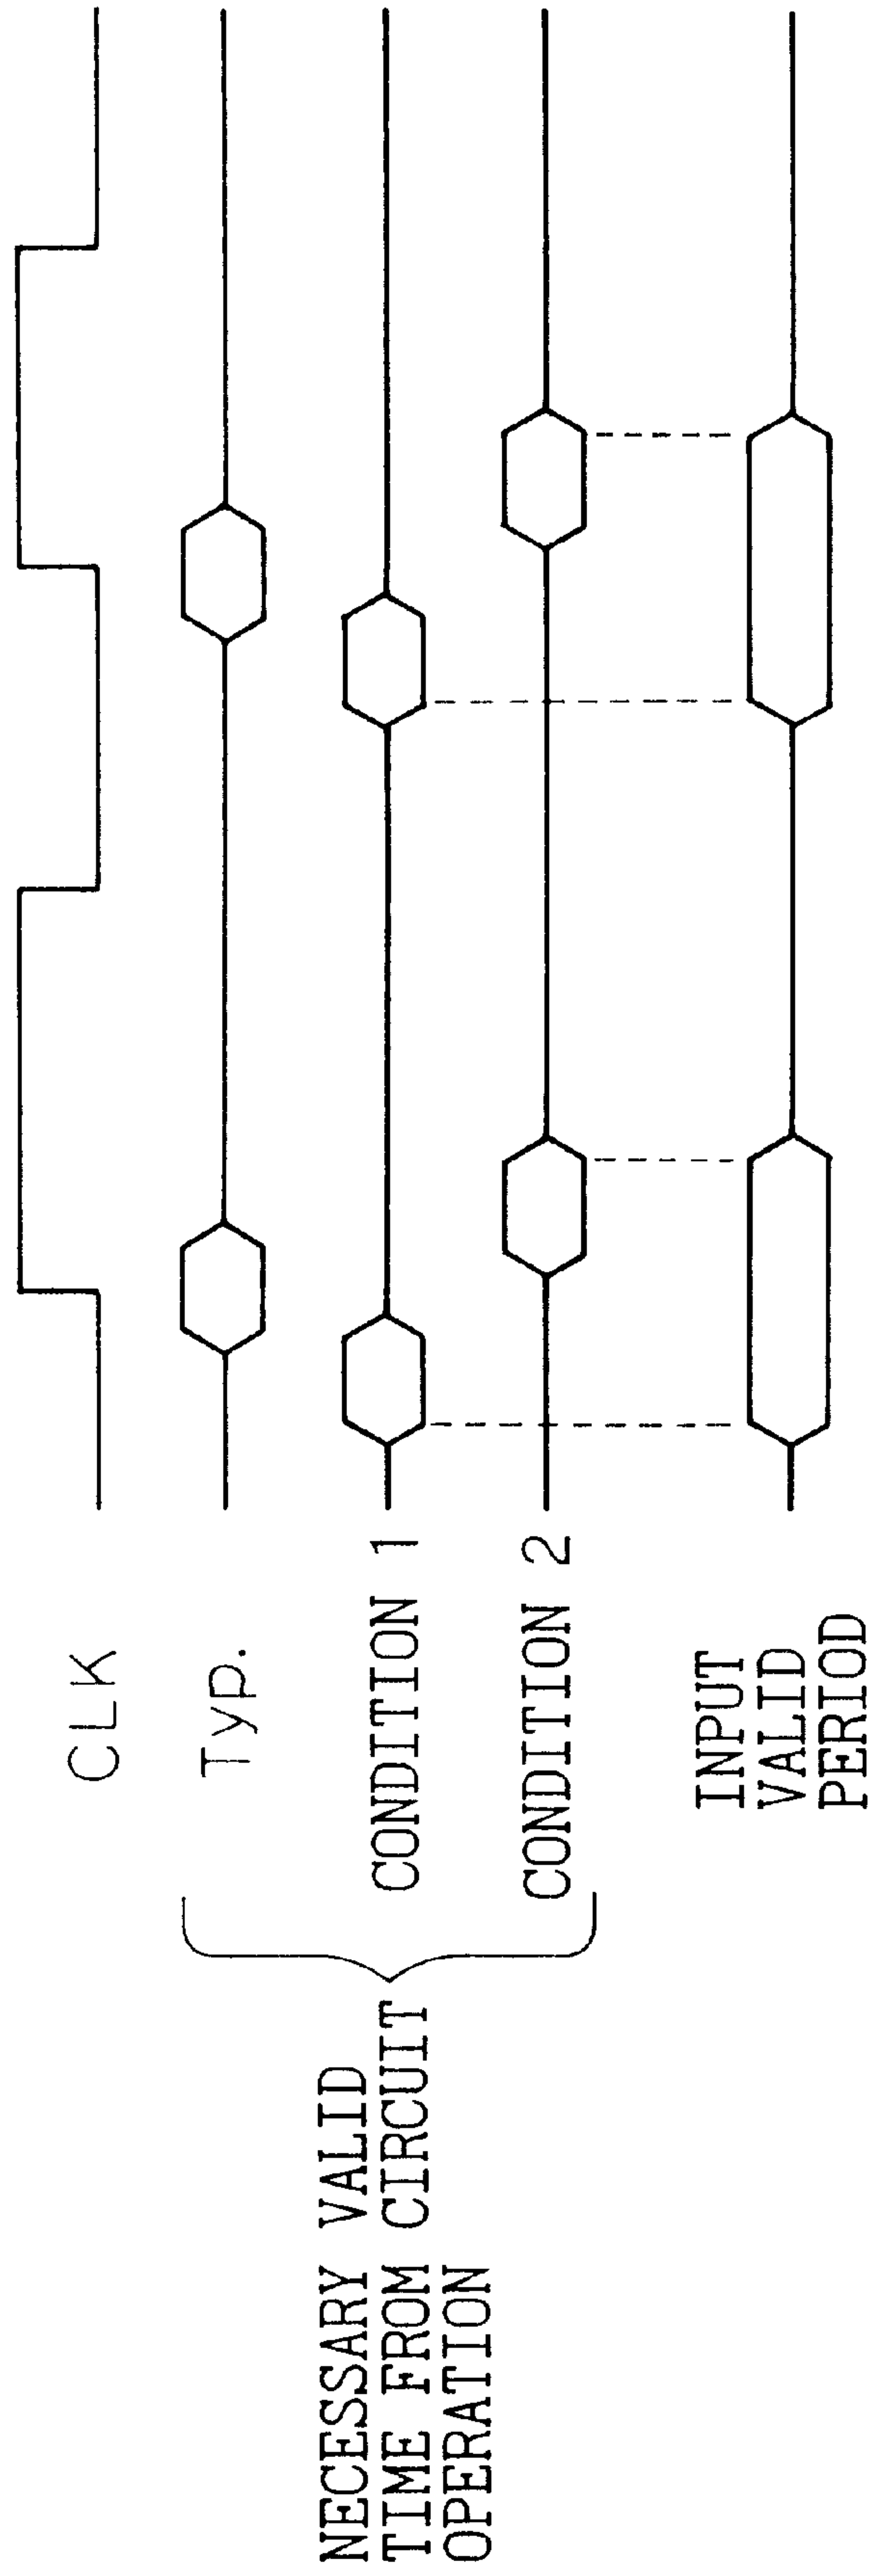 CLK
Typ.
CONDITION 1
CONDITION 2
NECESSARY VALID
TIME FROM CIRCUIT
OPERATION
INPUT
VALID
PERIOD